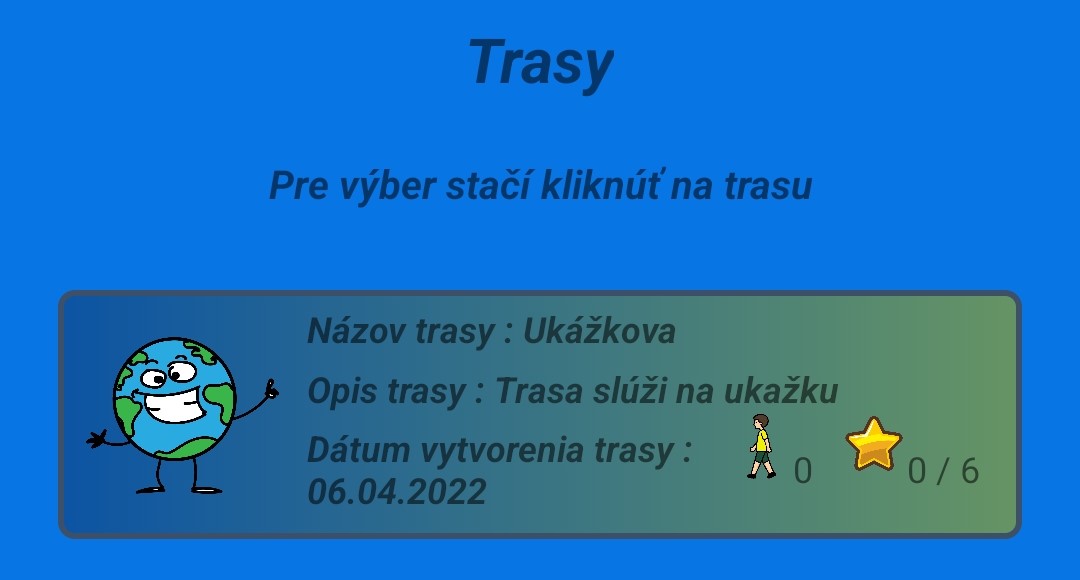 Trasy
Pre výber stačí kliknúť na trasu
Názov trasy : Ukážkova
Opis trasy : Trasa slúži na ukažku
Dátum vytvorenia trasy :
06.04.2022
0
0 / 6